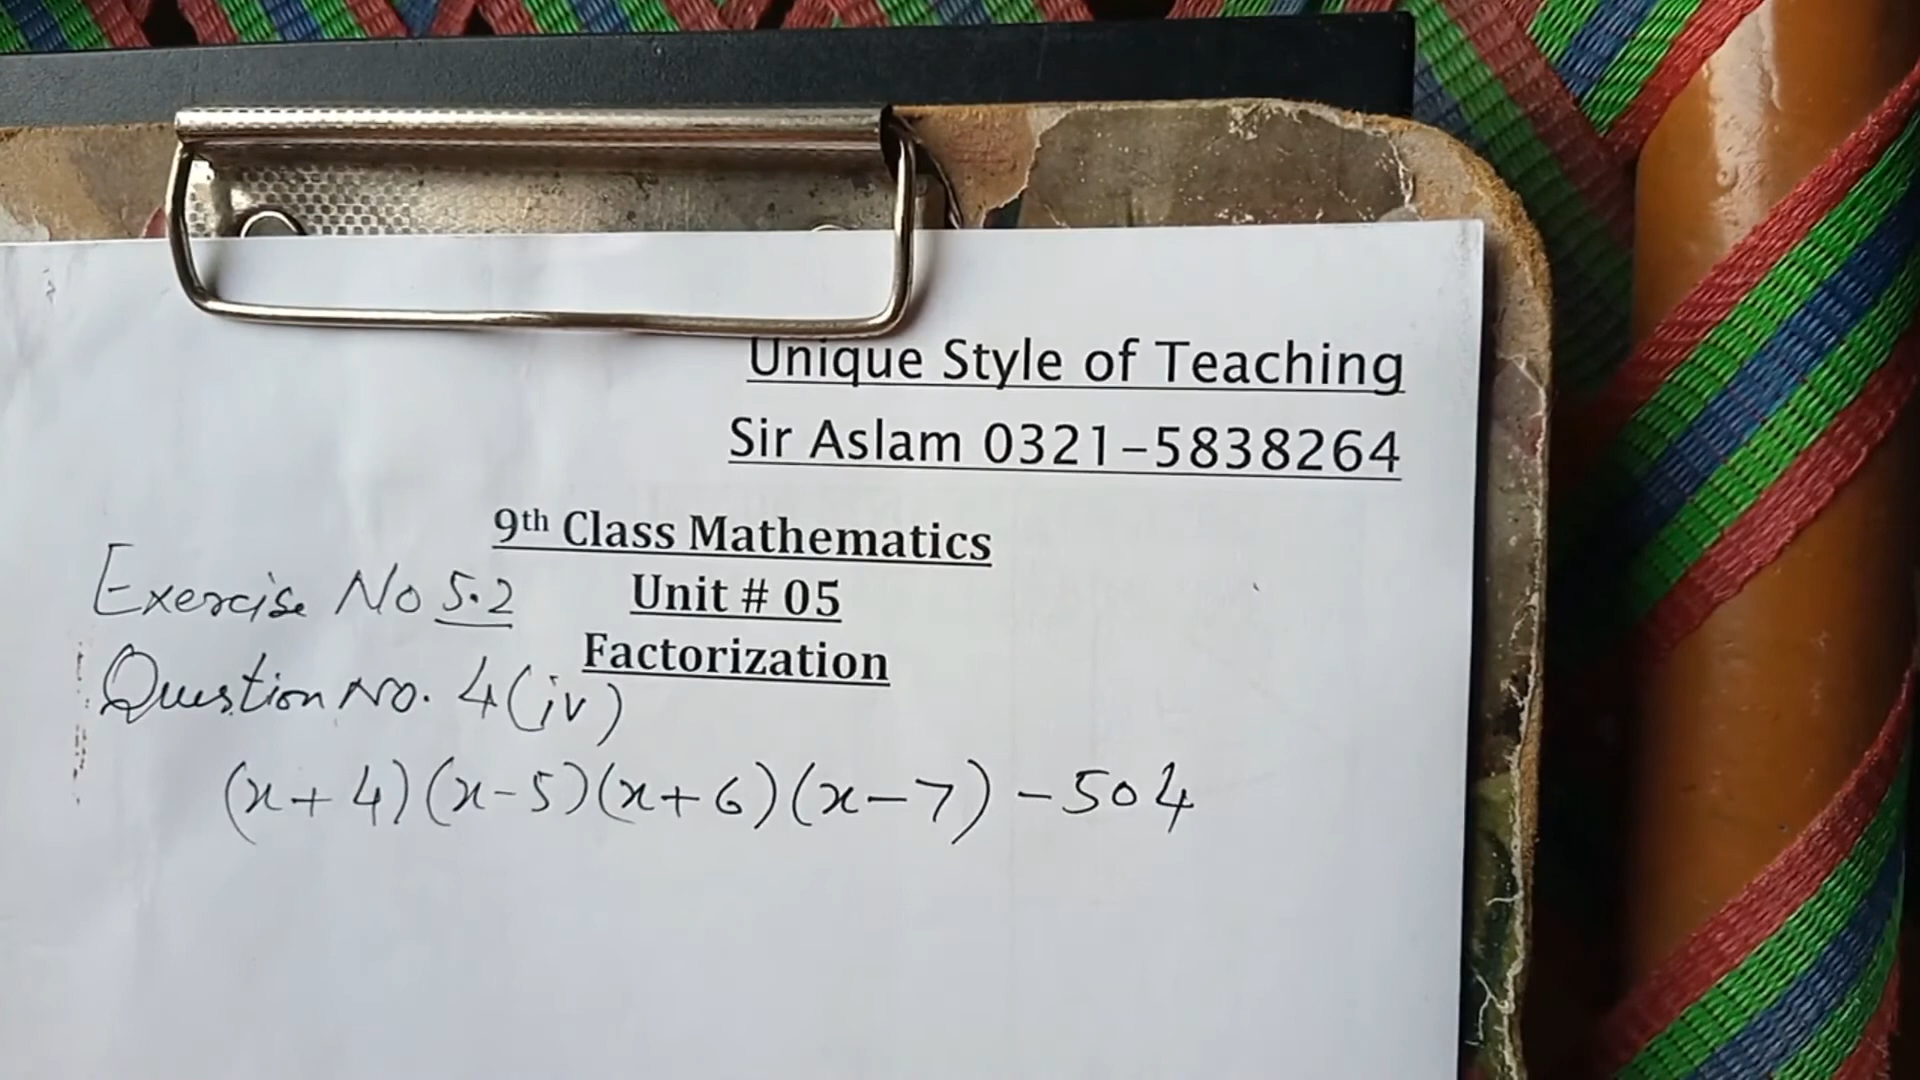 Unique Style of Teaching
Sir Aslam 0321-5838264
9th Class Mathematics
Exercise No 5.2
Unit # 05
Factorization
Question No. 4(iv)
(x+4)(x-5)(x+6)(x-7) -504